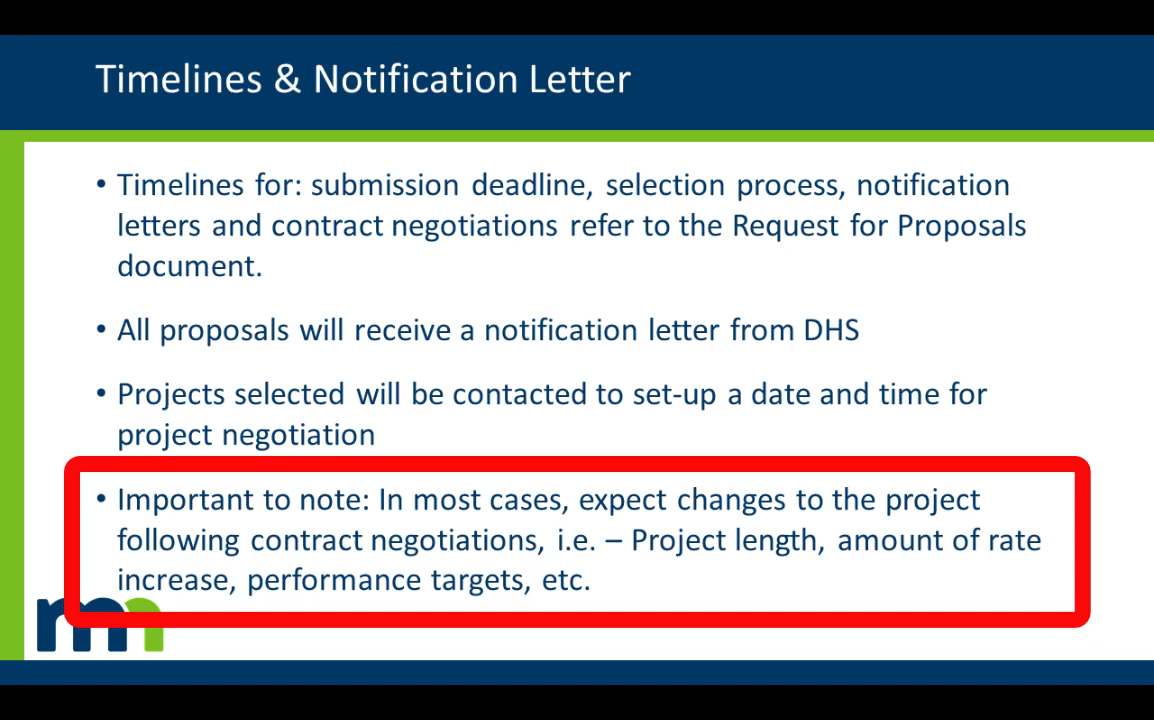 Timelines & Notification Letter
• Timelines for: submission deadline, selection process, notification
letters and contract negotiations refer to the Request for Proposals
document.
• All proposals will receive a notification letter from DHS
• Projects selected will be contacted to set-up a date and time for
project negotiation
• Important to note: In most cases, expect changes to the project
following contract negotiations, i.e. – Project length, amount of rate
increase, performance targets, etc.
mn